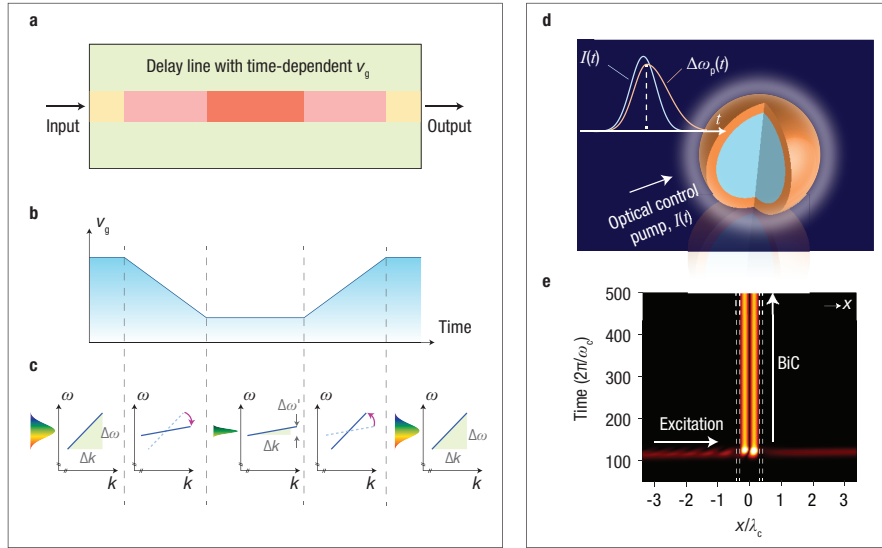 a
Delay line with time-dependent v_g
Input
Output
b
v_g
Time
c
ω
Δω
Δk
k
ω
k
ω
Δω'
Δk
k
ω
k
ω
Δω
Δk
k
d
I(t)
Δω_p(t)
t
Optical control
pump, I(t)
e
Time (2π/ω_c)
500
400
300
200
100
x
BiC
Excitation
-3 -2 -1 0 1 2 3
x/λ_c